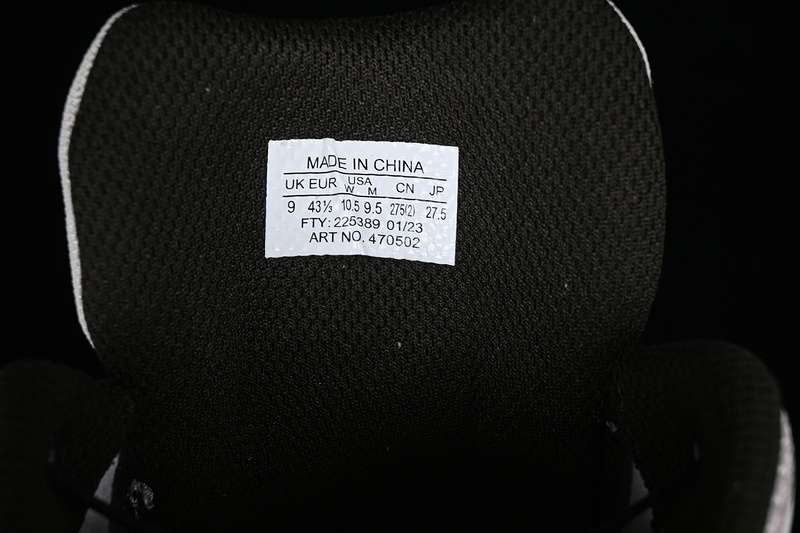 MADE IN CHINA
UK EUR USA W M CN JP
9 43⅓ 10.5 9.5 275(2) 27.5
FTY: 225389 01/23
ART NO. 470502